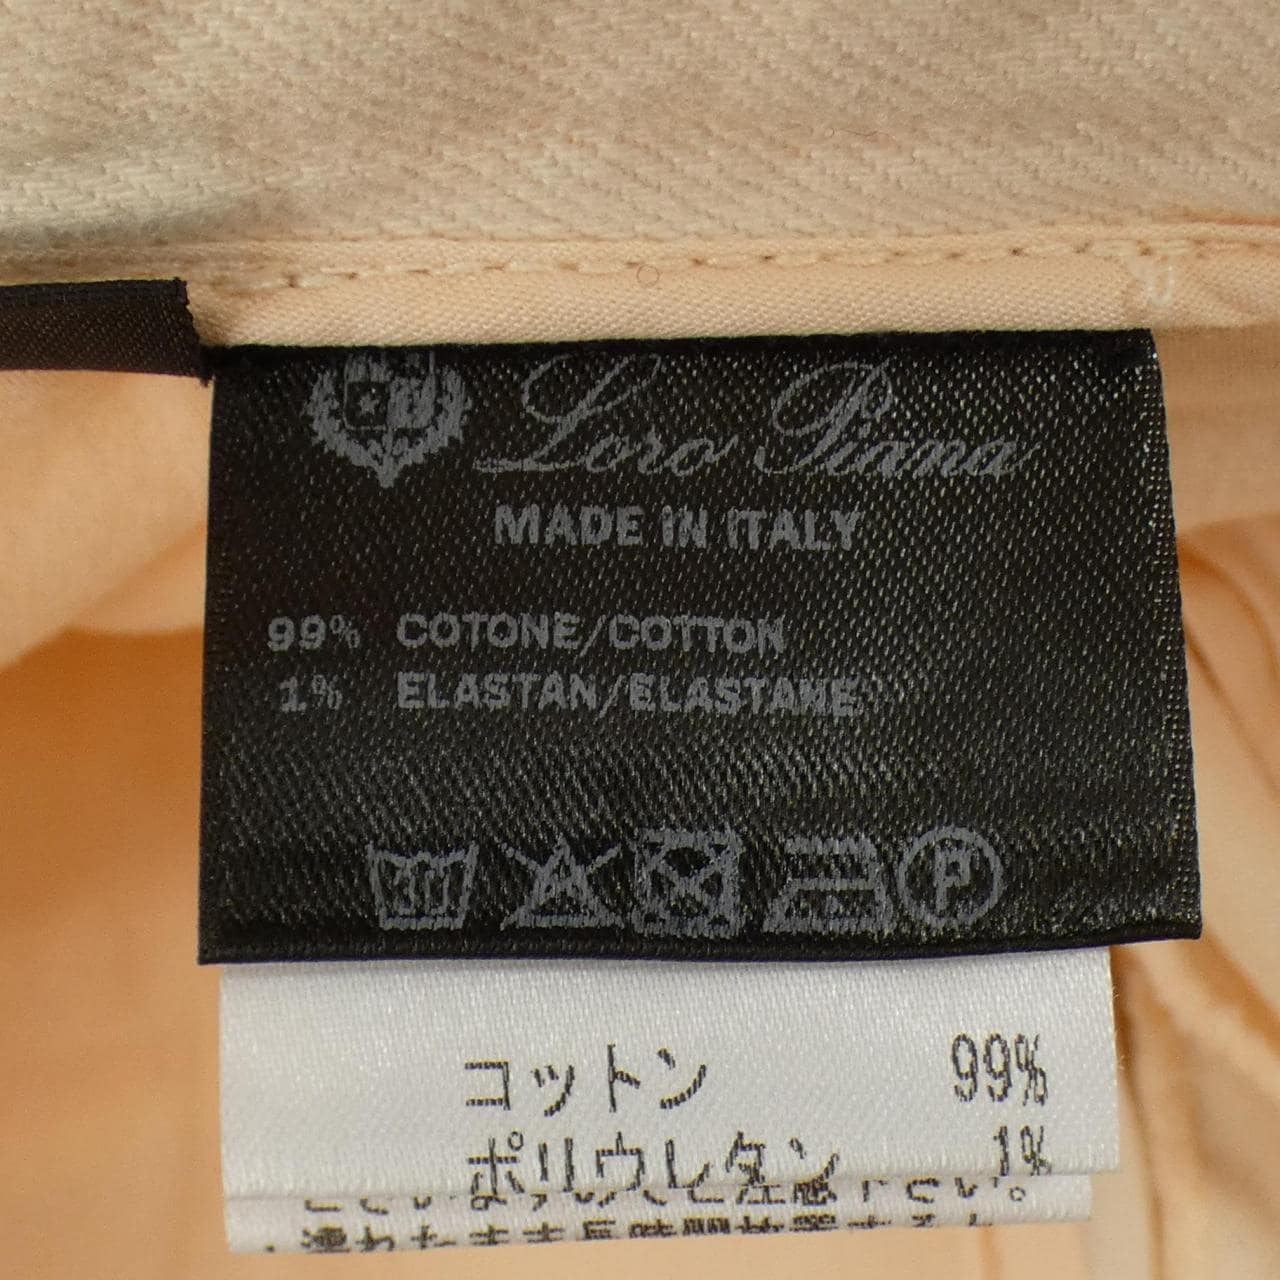 Loro Piana
MADE IN ITALY
99% COTONE/COTTON
1% ELASTAN/ELASTANE
30
P
コットン 99%
ポリウレタン 1%